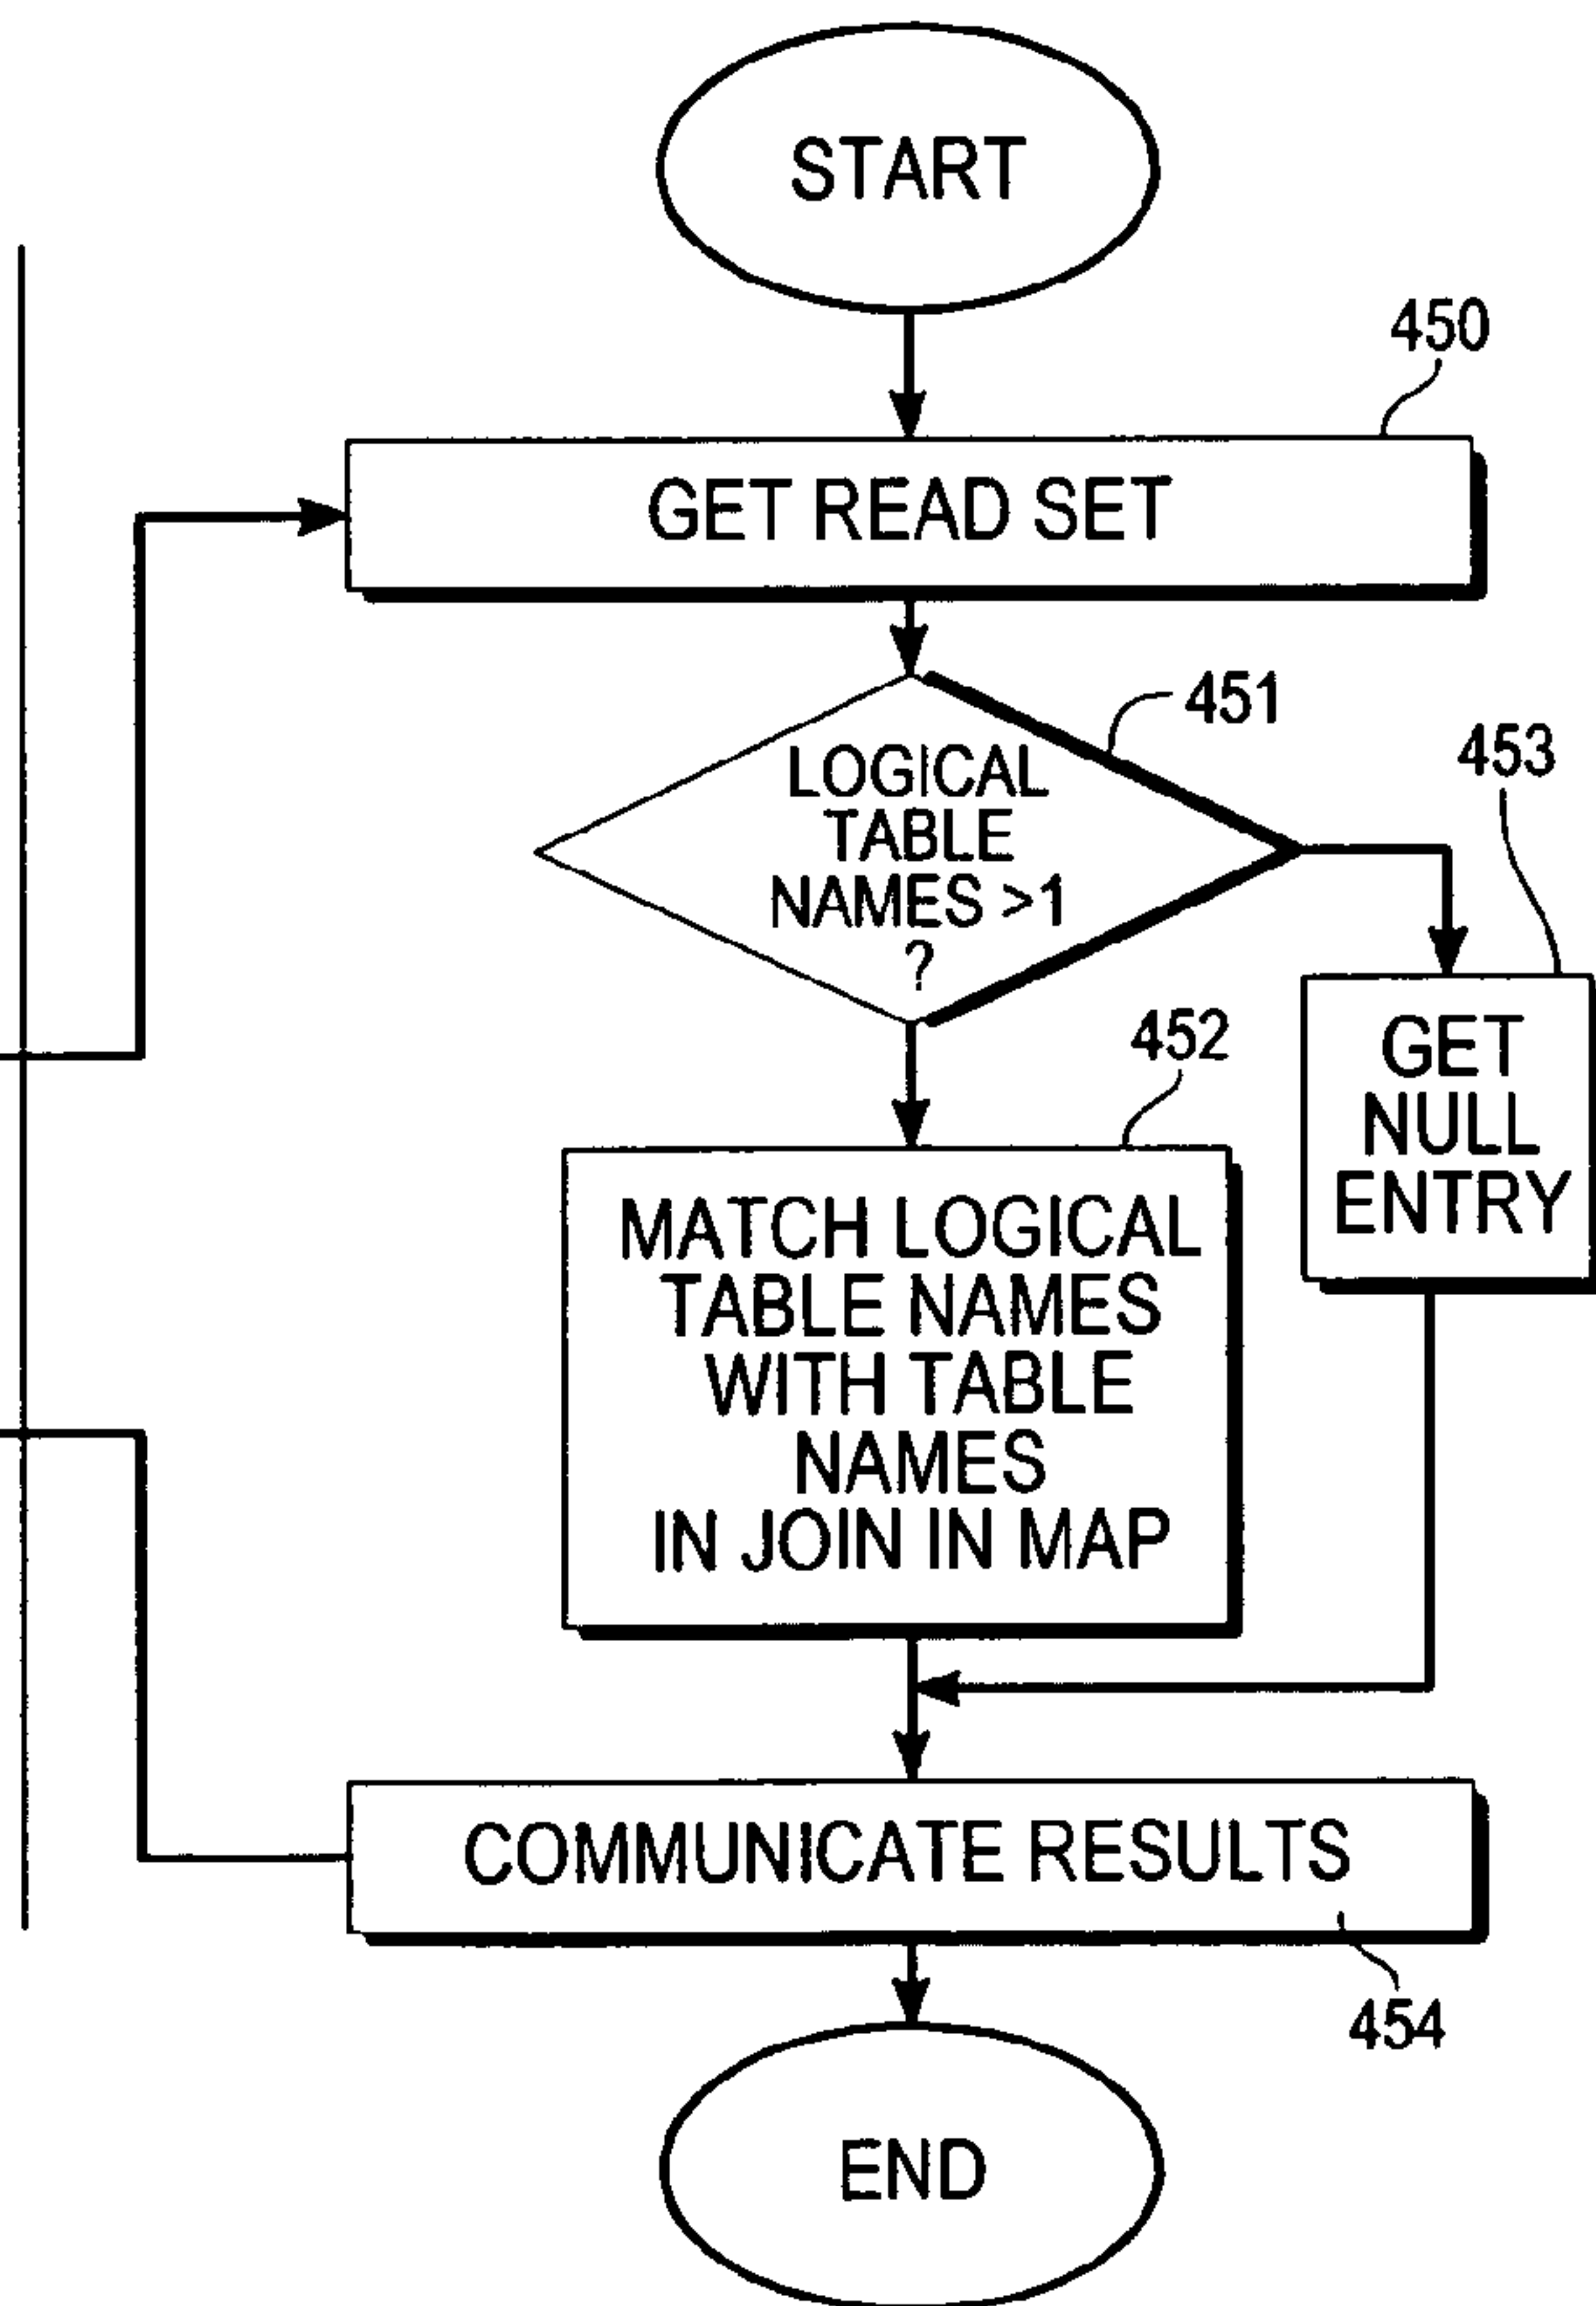 START
450
GET READ SET
451
LOGICAL
TABLE
NAMES >1
?
453
GET
NULL
ENTRY
452
MATCH LOGICAL
TABLE NAMES
WITH TABLE
NAMES
IN JOIN IN MAP
COMMUNICATE RESULTS
454
END